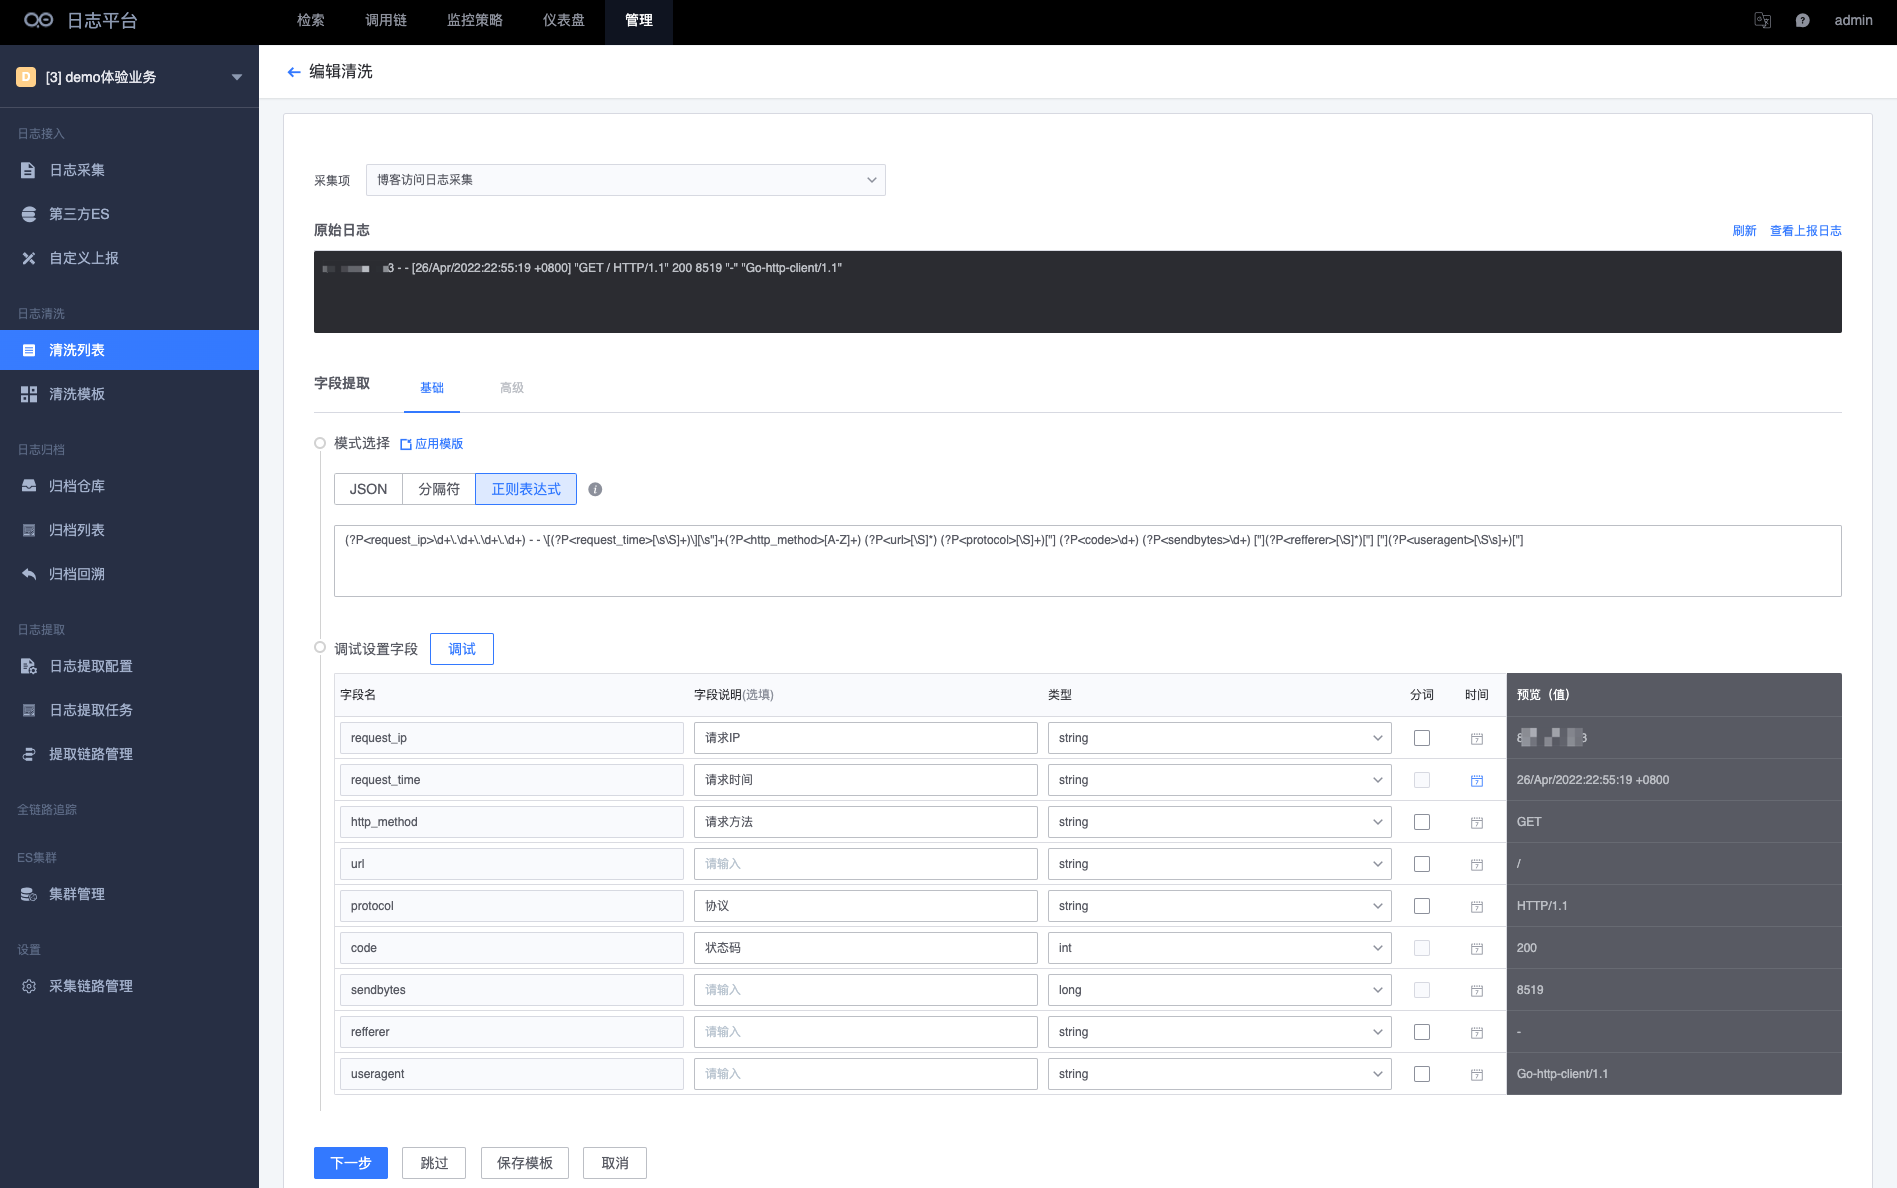 日志平台
检索 调用链 监控策略 仪表盘 管理 admin
D [3] demo体验业务
日志接入
日志采集
第三方ES
自定义上报
日志清洗
清洗列表
清洗模板
日志归档
归档仓库
归档列表
归档回溯
日志提取
日志提取配置
日志提取任务
提取链路管理
全链路追踪
ES集群
集群管理
设置
采集链路管理
编辑清洗
采集项 博客访问日志采集
原始日志 刷新 查看上报日志
3 - - [26/Apr/2022:22:55:19 +0800] "GET / HTTP/1.1" 200 8519 "-" "Go-http-client/1.1"
字段提取 基础 高级
模式选择 应用模版
JSON 分隔符 正则表达式
(?P<request_ip>\d+\.\d+\.\d+\.\d+) - - \[(?P<request_time>[\s\S]+)\][\s"]+(?P<http_method>[A-Z]+) (?P<url>[\S]*) (?P<protocol>[\S]+)["] (?P<code>\d+) (?P<sendbytes>\d+) ["](?P<refferer>[\S]*)["] ["](?P<useragent>[\S\s]+)["]
调试设置字段 调试
字段名 字段说明(选填) 类型 分词 时间 预览（值）
request_ip 请求IP string
request_time 请求时间 string 26/Apr/2022:22:55:19 +0800
http_method 请求方法 string GET
url 请输入 string /
protocol 协议 string HTTP/1.1
code 状态码 int 200
sendbytes 请输入 long 8519
refferer 请输入 string -
useragent 请输入 string Go-http-client/1.1
下一步 跳过 保存模板 取消